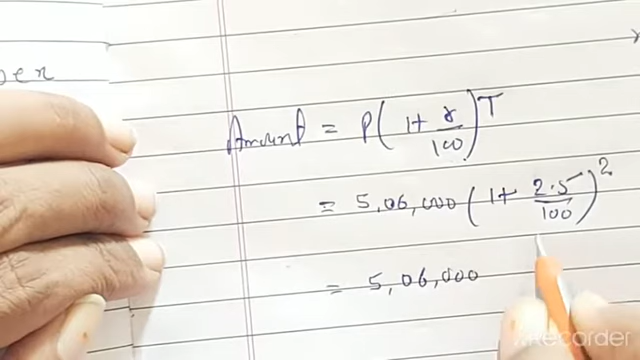 Amount = P(1+ r/100)^T
= 5,06,000 (1+ 2.5/100)^2
= 5,06,000